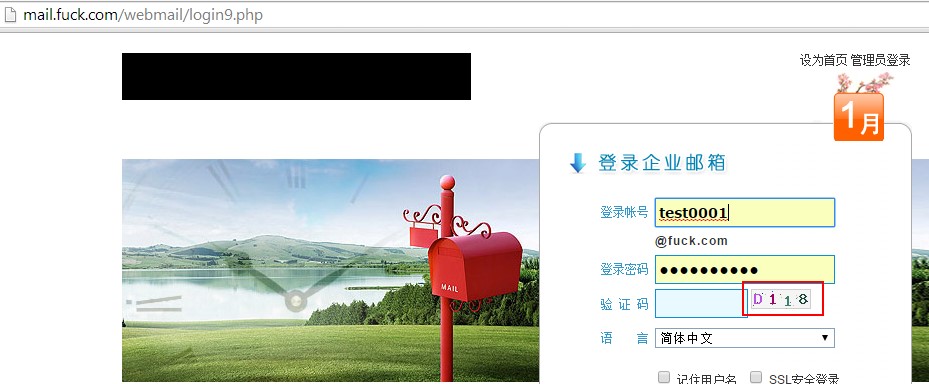 mail.fuck.com/webmail/login9.php
设为首页 管理员登录
1月
登录企业邮箱
登录帐号 test0001
@fuck.com
登录密码 ●●●●●●●●●●
验证码 D118
语言 简体中文
记住用户名 SSL安全登录
MAIL